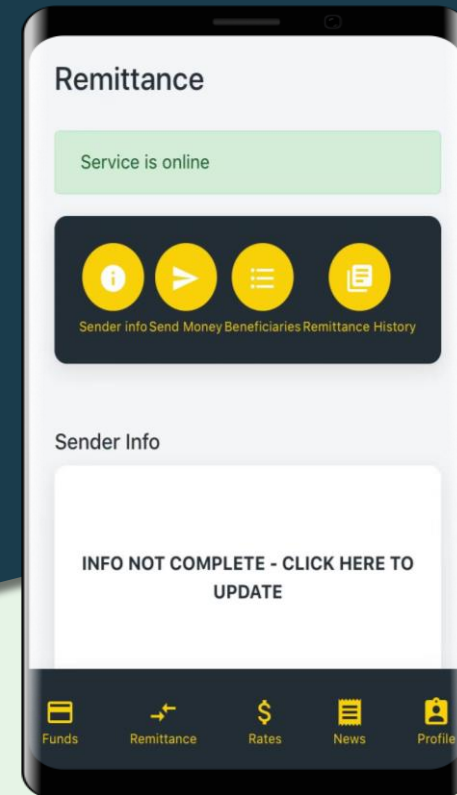 Remittance
Service is online
Sender info Send Money Beneficiaries Remittance History
Sender Info
INFO NOT COMPLETE - CLICK HERE TO
UPDATE
Funds Remittance Rates News Profile